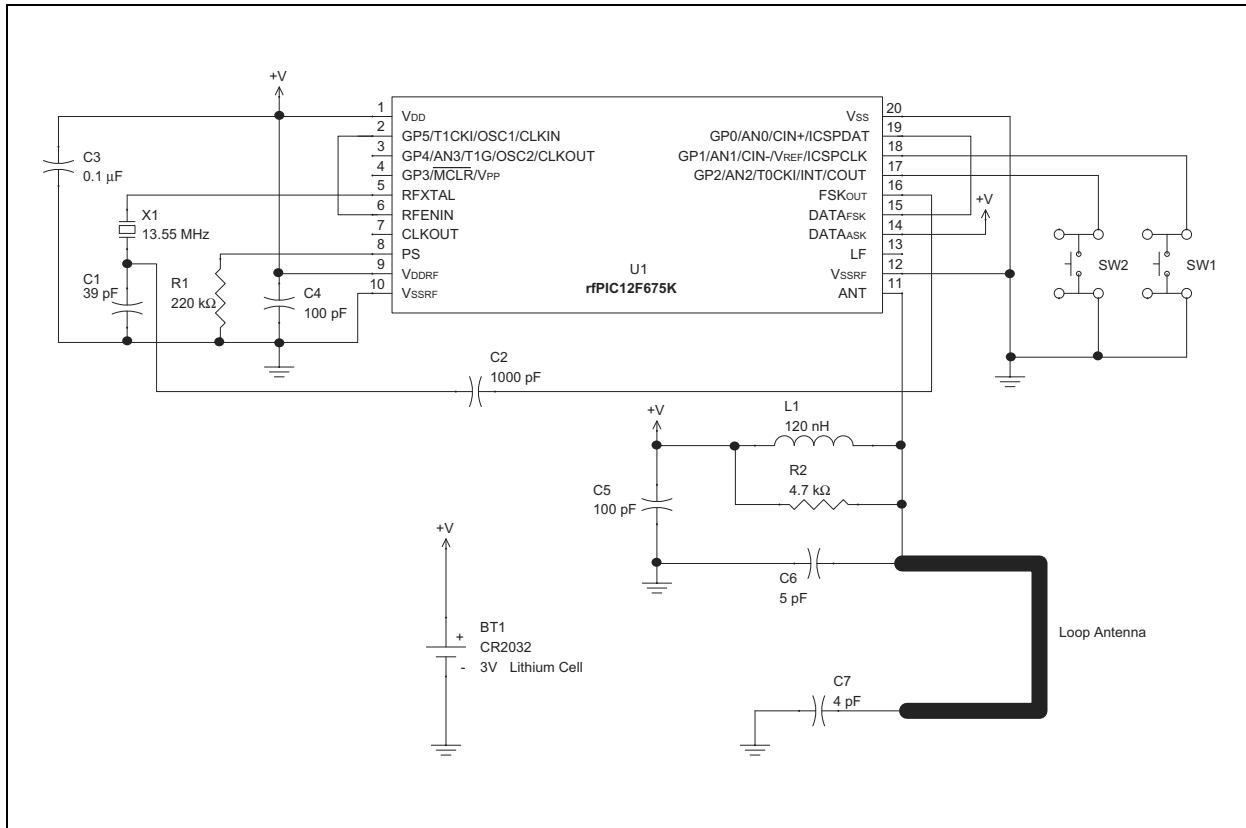 +V
C3
0.1 µF
X1
13.55 MHz
C1
39 pF
R1
220 kΩ
C4
100 pF
1 VDD
2 GP5/T1CKI/OSC1/CLKIN
3 GP4/AN3/T1G/OSC2/CLKOUT
4 GP3/MCLR/VPP
5 RFXTAL
6 RFENIN
7 CLKOUT
8 PS
9 VDDRF
10 VSSRF
U1
rfPIC12F675K
VSS 20
GP0/AN0/CIN+/ICSPDAT 19
GP1/AN1/CIN-/VREF/ICSPCLK 18
GP2/AN2/T0CKI/INT/COUT 17
FSKOUT 16
DATAFSK 15
DATAASK 14
LF 13
VSSRF 12
ANT 11
+V
SW2
SW1
C2
1000 pF
+V
L1
120 nH
R2
4.7 kΩ
C5
100 pF
C6
5 pF
+V
+
-
BT1
CR2032
3V Lithium Cell
Loop Antenna
C7
4 pF